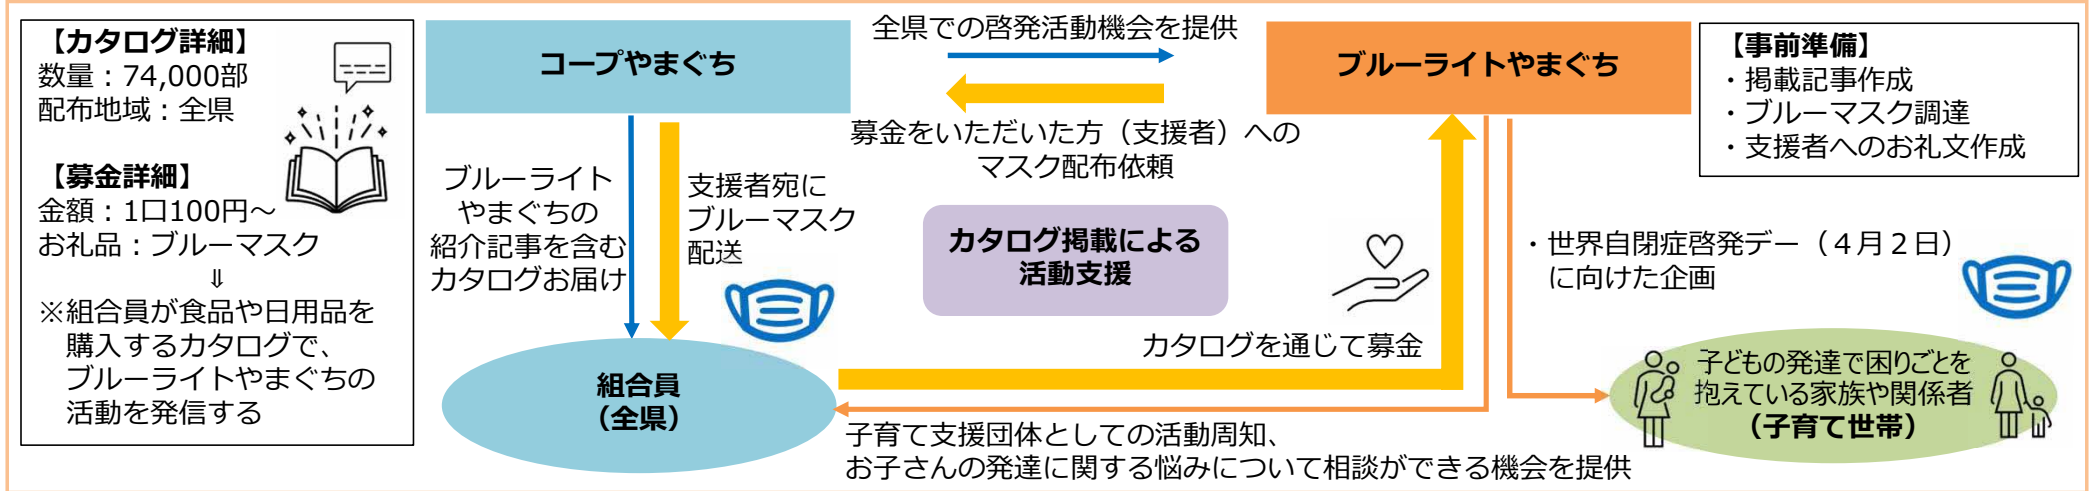 【カタログ詳細】
数量：74,000部
配布地域：全県
【募金詳細】
金額：1口100円～
お礼品：ブルーマスク
⇓
※組合員が食品や日用品を
購入するカタログで、
ブルーライトやまぐちの
活動を発信する
コープやまぐち
全県での啓発活動機会を提供
募金をいただいた方（支援者）への
マスク配布依頼
ブルーライトやまぐち
【事前準備】
・掲載記事作成
・ブルーマスク調達
・支援者へのお礼文作成
ブルーライト
やまぐちの
紹介記事を含む
カタログお届け
支援者宛に
ブルーマスク
配送
カタログ掲載による
活動支援
カタログを通じて募金
・世界自閉症啓発デー（４月２日）
に向けた企画
組合員
（全県）
子どもの発達で困りごとを
抱えている家族や関係者
（子育て世帯）
子育て支援団体としての活動周知、
お子さんの発達に関する悩みについて相談ができる機会を提供